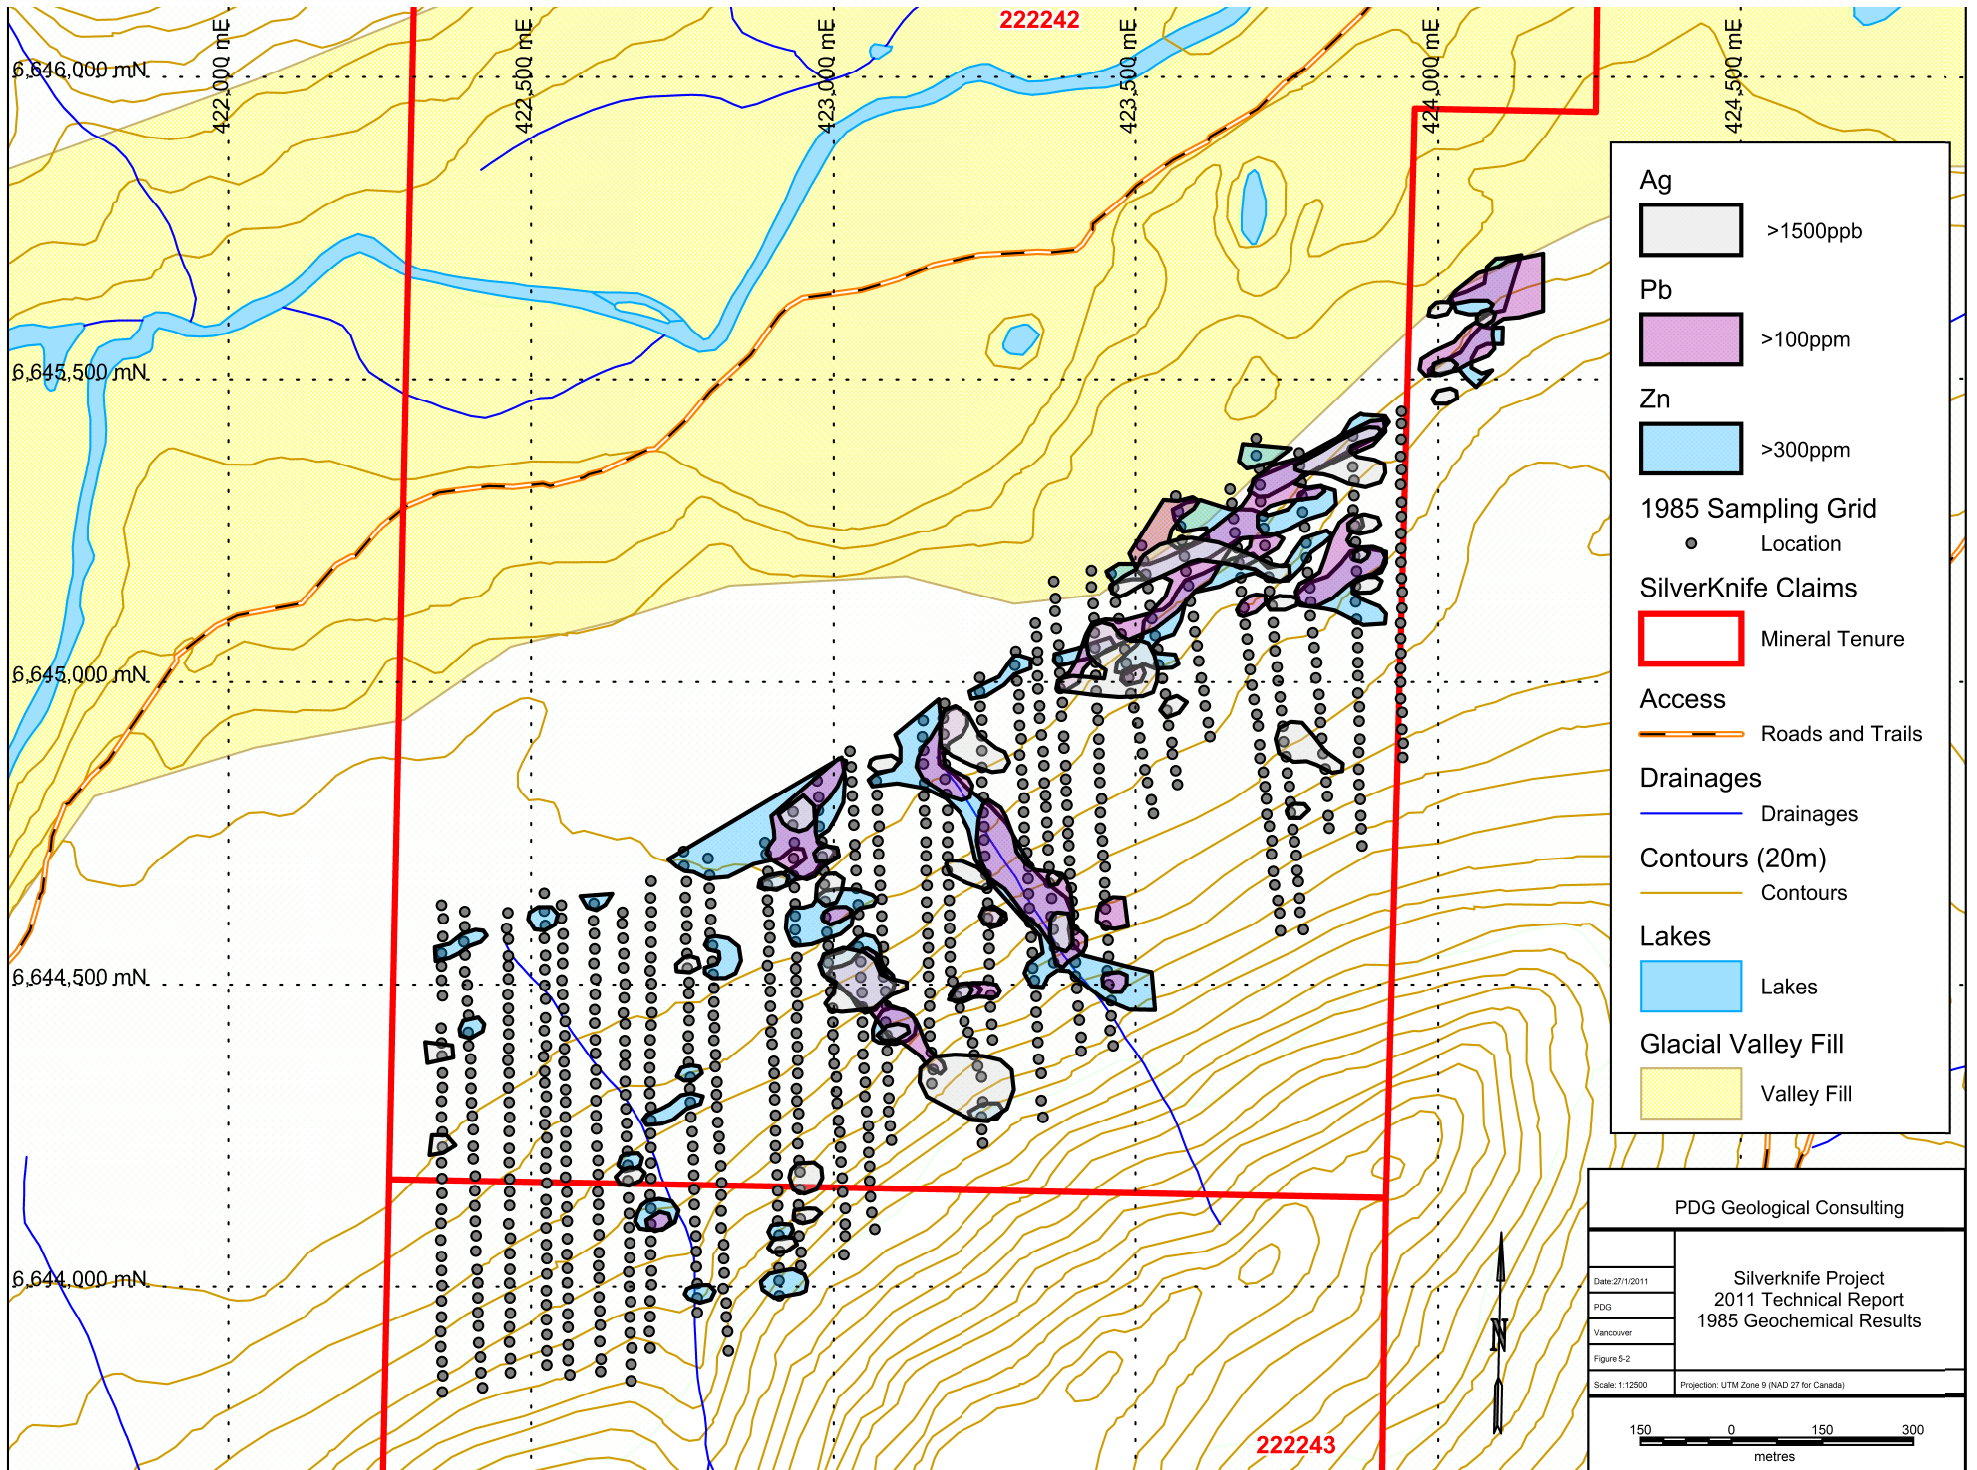 222242
422,000 mE
422,500 mE
423,000 mE
423,500 mE
424,000 mE
424,500 mE
6,646,000 mN
6,645,500 mN
6,645,000 mN
6,644,500 mN
6,644,000 mN
Ag
>1500ppb
Pb
>100ppm
Zn
>300ppm
1985 Sampling Grid
Location
SilverKnife Claims
Mineral Tenure
Access
Roads and Trails
Drainages
Drainages
Contours (20m)
Contours
Lakes
Lakes
Glacial Valley Fill
Valley Fill
222243
N
PDG Geological Consulting
Date:27/1/2011
PDG
Vancouver
Figure 5-2
Scale: 1:12500
Silverknife Project
2011 Technical Report
1985 Geochemical Results
Projection: UTM Zone 9 (NAD 27 for Canada)
150 0 150 300
metres